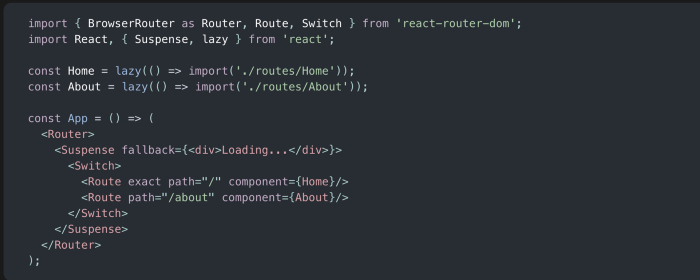 import { BrowserRouter as Router, Route, Switch } from 'react-router-dom';
import React, { Suspense, lazy } from 'react';

const Home = lazy(() => import('./routes/Home'));
const About = lazy(() => import('./routes/About'));

const App = () => (
  <Router>
    <Suspense fallback={<div>Loading...</div>}>
      <Switch>
        <Route exact path="/" component={Home}/>
        <Route path="/about" component={About}/>
      </Switch>
    </Suspense>
  </Router>
);